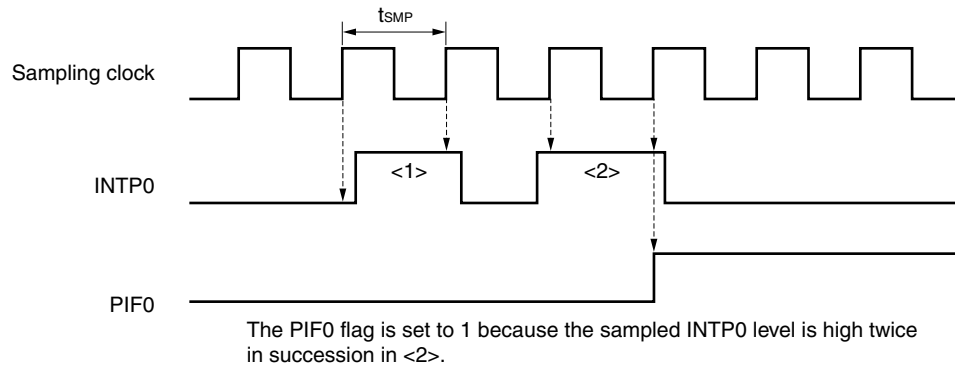 tSMP
Sampling clock
<1>
<2>
INTP0
PIF0
The PIF0 flag is set to 1 because the sampled INTP0 level is high twice
in succession in <2>.